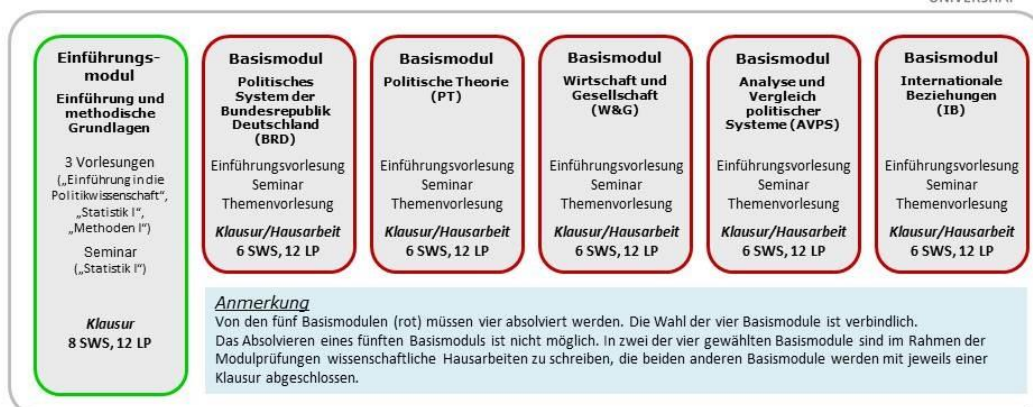 Einführungs-
modul
Einführung und
methodische
Grundlagen
3 Vorlesungen
(„Einführung in die
Politikwissenschaft“,
„Statistik I“,
„Methoden I“)
Seminar
(„Statistik I“)
Klausur
8 SWS, 12 LP
Basismodul
Politisches
System der
Bundesrepublik
Deutschland
(BRD)
Einführungsvorlesung
Seminar
Themenvorlesung
Klausur/Hausarbeit
6 SWS, 12 LP
Basismodul
Politische Theorie
(PT)
Einführungsvorlesung
Seminar
Themenvorlesung
Klausur/Hausarbeit
6 SWS, 12 LP
Basismodul
Wirtschaft und
Gesellschaft
(W&G)
Einführungsvorlesung
Seminar
Themenvorlesung
Klausur/Hausarbeit
6 SWS, 12 LP
Basismodul
Analyse und
Vergleich
politischer
Systeme (AVPS)
Einführungsvorlesung
Seminar
Themenvorlesung
Klausur/Hausarbeit
6 SWS, 12 LP
Basismodul
Internationale
Beziehungen
(IB)
Einführungsvorlesung
Seminar
Themenvorlesung
Klausur/Hausarbeit
6 SWS, 12 LP
Anmerkung
Von den fünf Basismodulen (rot) müssen vier absolviert werden. Die Wahl der vier Basismodule ist verbindlich.
Das Absolvieren eines fünften Basismoduls ist nicht möglich. In zwei der vier gewählten Basismodule sind im Rahmen der
Modulprüfungen wissenschaftliche Hausarbeiten zu schreiben, die beiden anderen Basismodule werden mit jeweils einer
Klausur abgeschlossen.